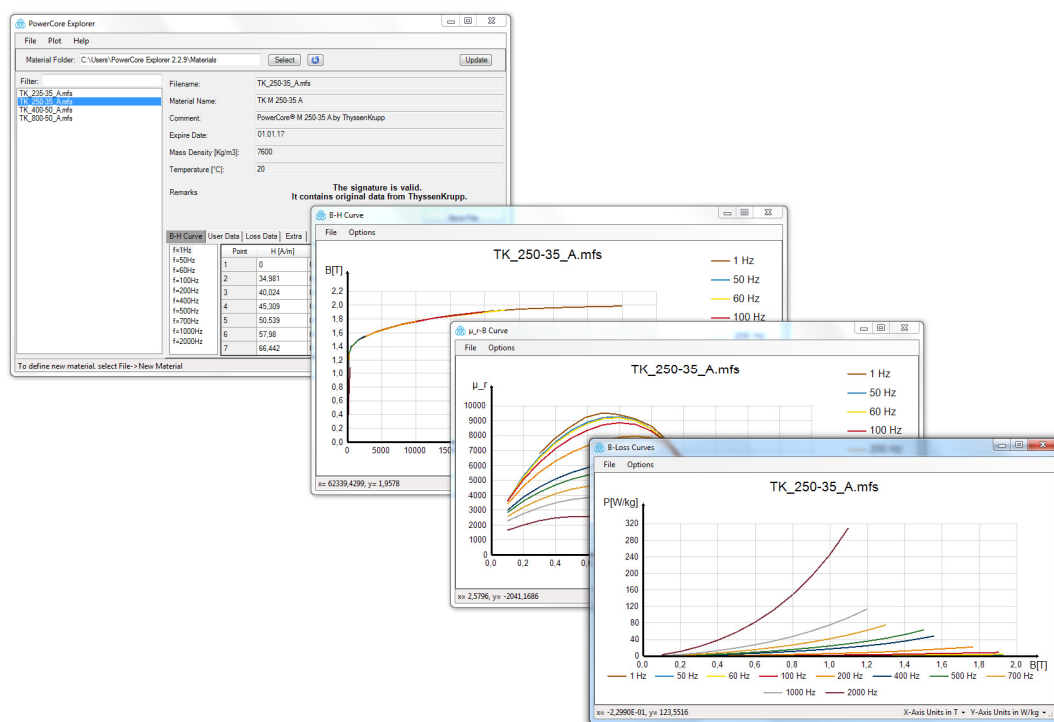 PowerCore Explorer
File Plot Help
Material Folder: C:\Users\PowerCore Explorer 2.2.9\Materials Select Update
Filter:
TK_235-35_A.mfs
TK_250-35_A.mfs
TK_400-50_A.mfs
TK_800-50_A.mfs
Filename: TK_250-35_A.mfs
Material Name: TK M 250-35 A
Comment: PowerCore® M 250-35 A by ThyssenKrupp
Expire Date: 01.01.17
Mass Density [Kg/m3]: 7600
Temperature [°C]: 20
Remarks
The signature is valid.
It contains original data from ThyssenKrupp.
B-H Curve User Data Loss Data Extra
f=1Hz
f=50Hz
f=60Hz
f=100Hz
f=200Hz
f=400Hz
f=500Hz
f=700Hz
f=1000Hz
f=2000Hz
Point H [A/m]
1 0
2 34,981
3 40,024
4 45,309
5 50,539
6 57,98
7 66,442
To define new material. select File->New Material
B-H Curve
File Options
TK_250-35_A.mfs
B[T]
2,2
2,0
1,8
1,6
1,4
1,2
1,0
0,8
0,6
0,4
0,2
0,0
0 5000 10000
1 Hz
50 Hz
60 Hz
100 Hz
x= 62339,4299, y= 1,9578
μ_r-B Curve
File Options
TK_250-35_A.mfs
μ_r
10000
9000
8000
7000
6000
5000
4000
3000
2000
1000
0
0,0 0,2 0,4
1 Hz
50 Hz
60 Hz
100 Hz
x= 2,5796, y= -2041,1686
B-Loss Curves
File Options
TK_250-35_A.mfs
P[W/kg]
320
280
240
200
160
120
80
40
0
0,0 0,2 0,4 0,6 0,8 1,0 1,2 1,4 1,6 1,8 2,0
B[T]
1 Hz 50 Hz 60 Hz 100 Hz 200 Hz 400 Hz 500 Hz 700 Hz
1000 Hz 2000 Hz
x= -2,2990E-01, y= 123,5516 X-Axis Units in T Y-Axis Units in W/kg